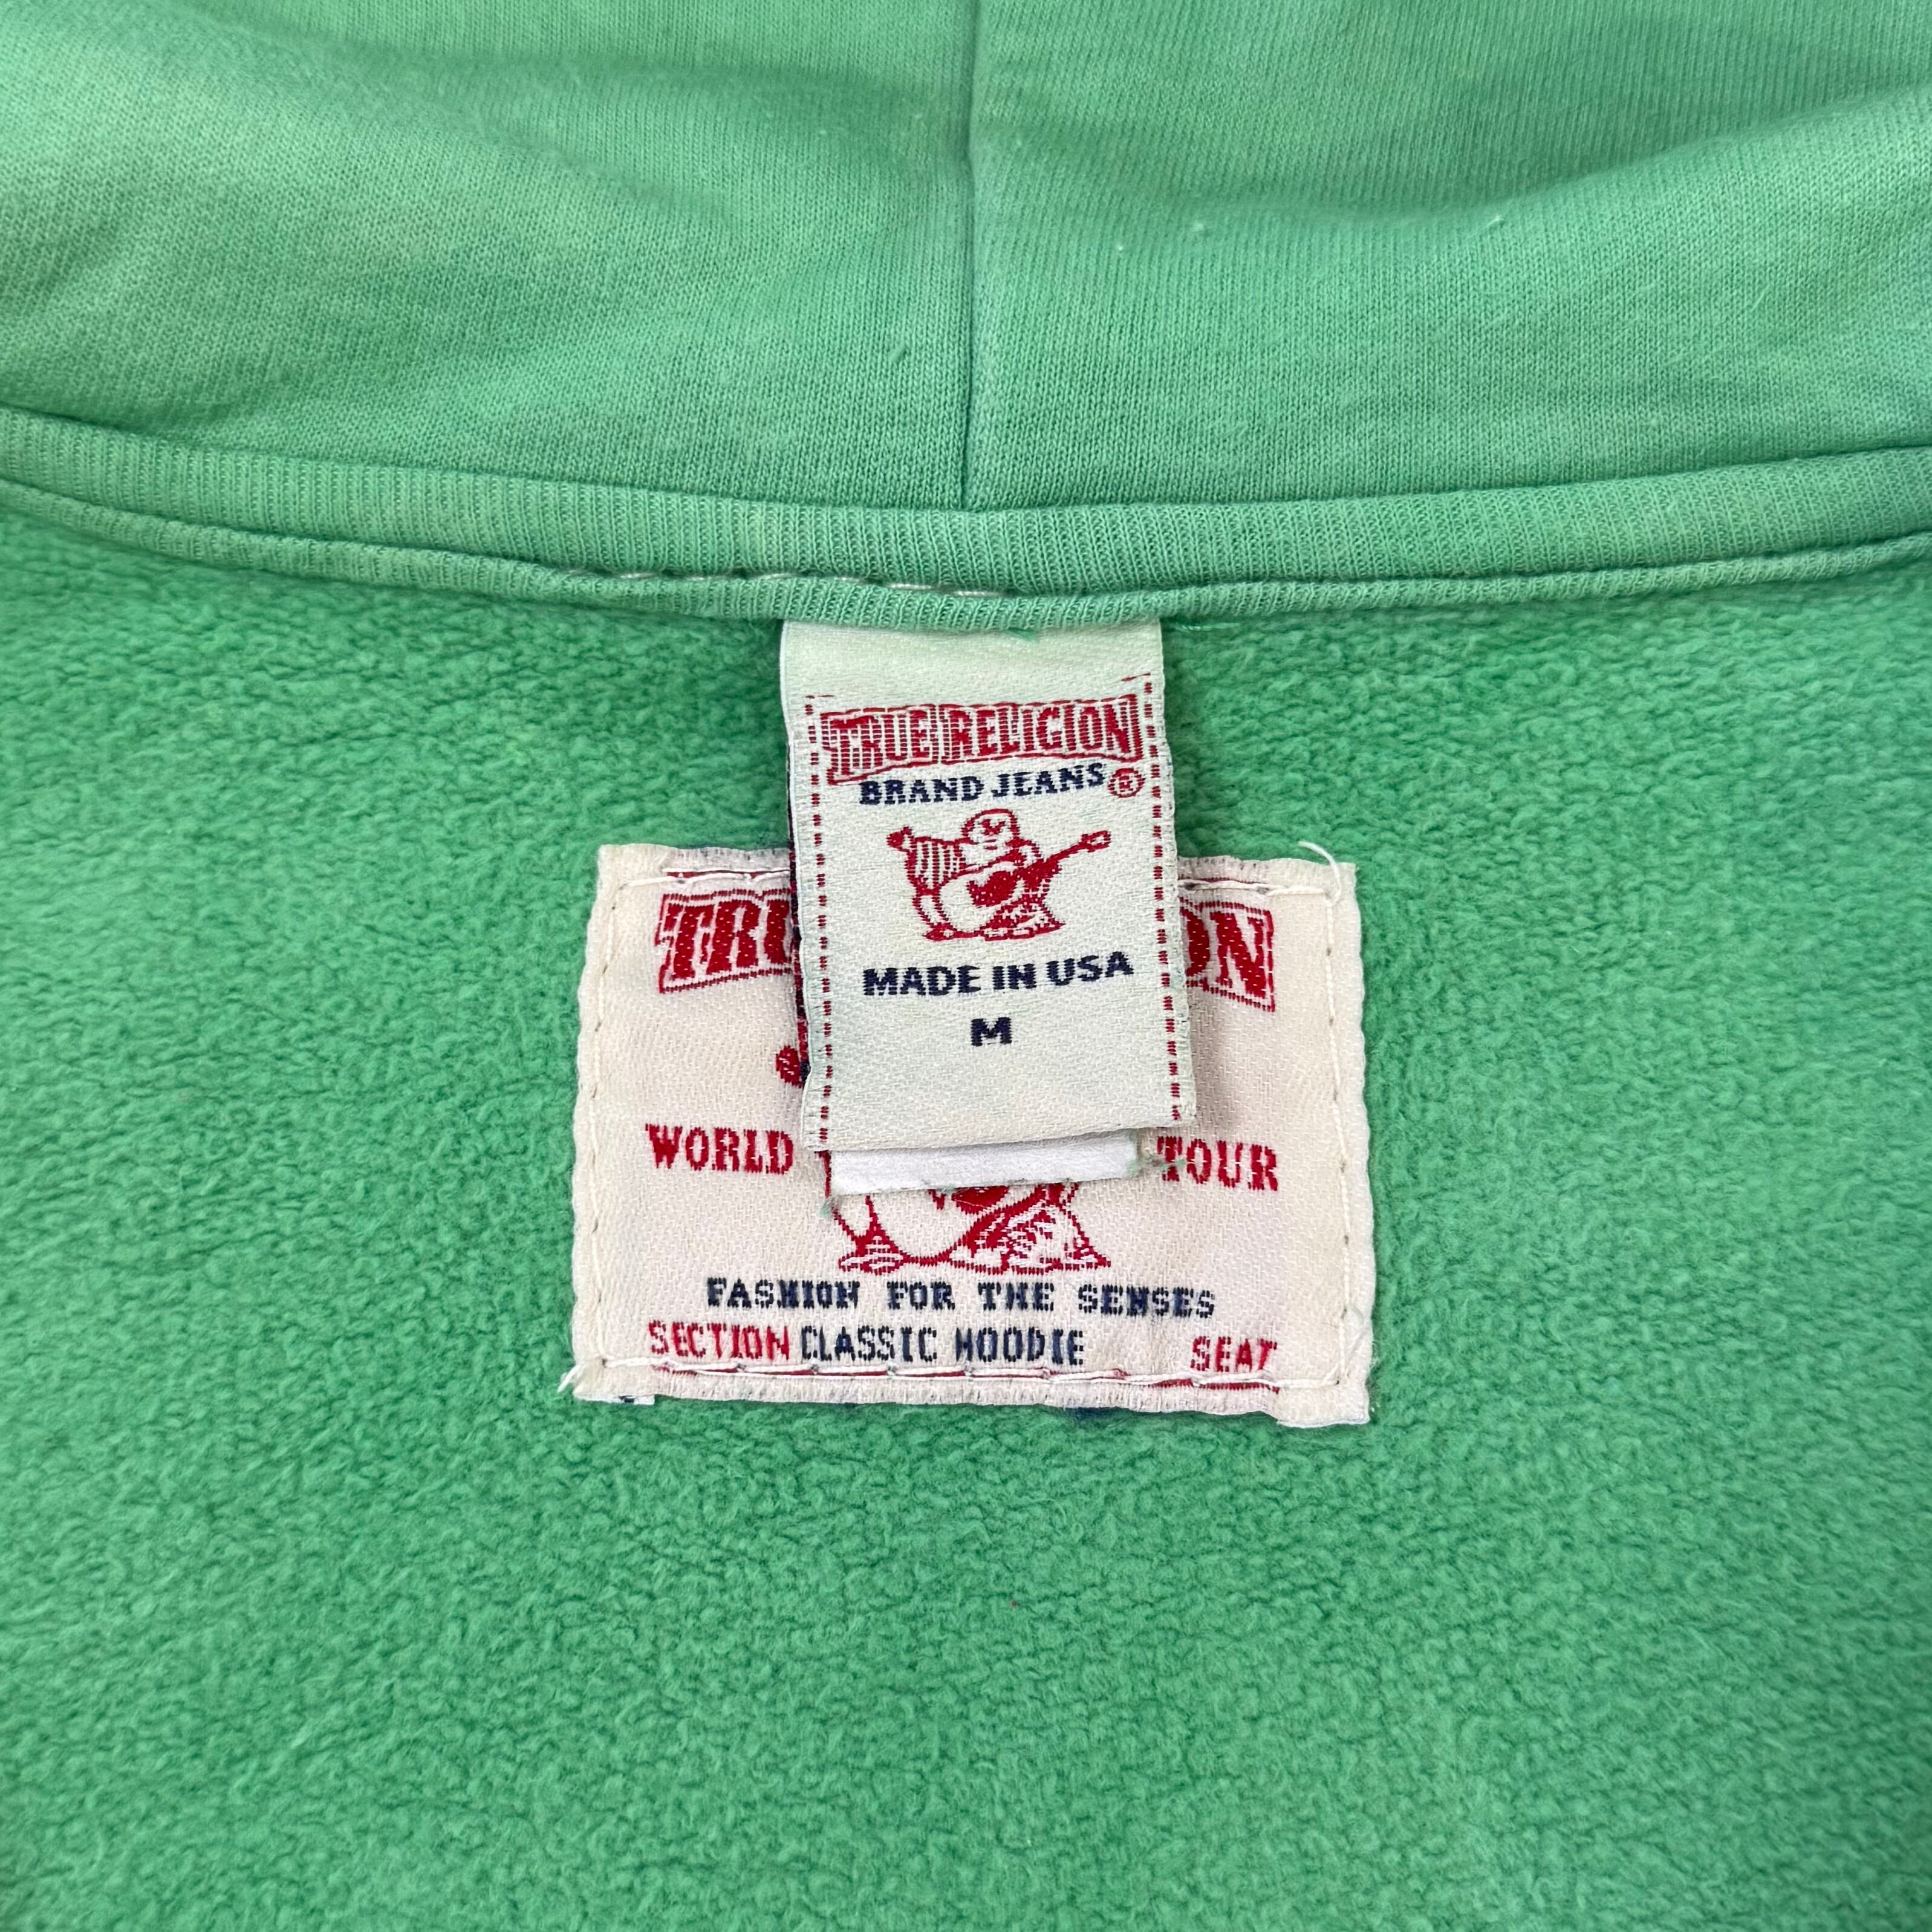 TRUE RELIGION
BRAND JEANS ®
MADE IN USA
M
WORLD TOUR
FASHION FOR THE SENSES
SECTION CLASSIC HOODIE SEAT